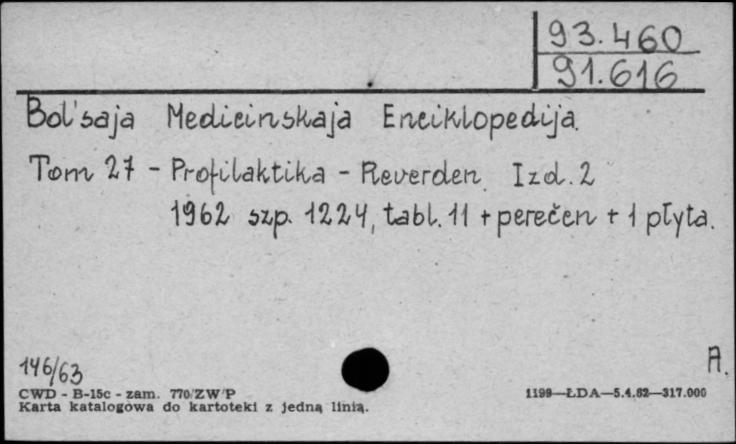 93.460
91.616
Bol'saja Medicinskaja Enciklopedija.
Tom 27 - Profilaktika - Reverden. Izd. 2
1962 szp. 1224, tabl. 11 + perečen + 1 płyta.
146/63
A.
CWD - B-15c - zam. 770/ZW/P
1199—ŁDA—5.4.62—317.000
Karta katalogowa do kartoteki z jedną linią.